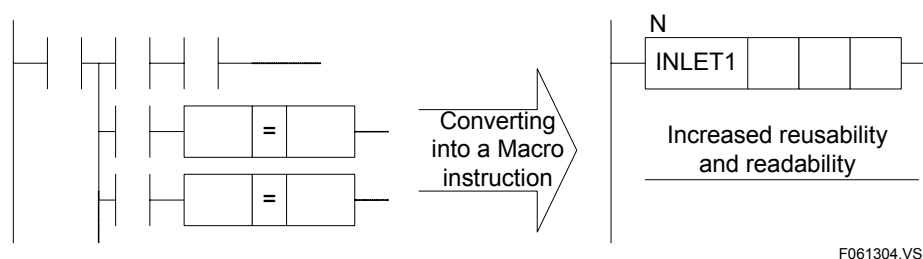 N
INLET1
=
=
Converting
into a Macro
instruction
Increased reusability
and readability
F061304.VS